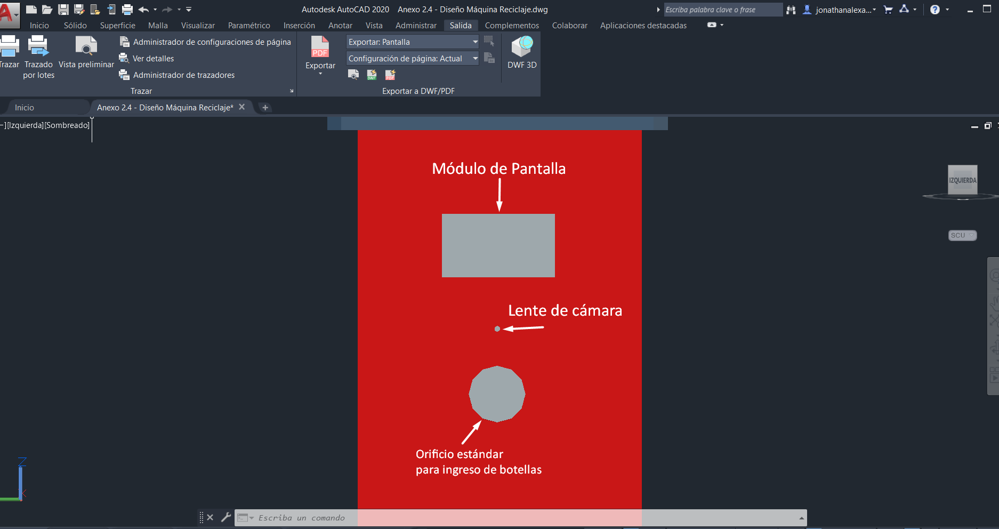 Autodesk AutoCAD 2020 Anexo 2.4 - Diseño Máquina Reciclaje.dwg
Escriba palabra clave o frase
jonathanalexa...
Inicio Sólido Superficie Malla Visualizar Paramétrico Inserción Anotar Vista Administrar Salida Complementos Colaborar Aplicaciones destacadas
Trazar
Trazado
por lotes
Vista preliminar
Administrador de configuraciones de página
Ver detalles
Administrador de trazadores
Trazar
PDF
Exportar
Exportar: Pantalla
Configuración de página: Actual
DWF
PDF
Exportar a DWF/PDF
DWF 3D
Inicio
Anexo 2.4 - Diseño Máquina Reciclaje*
–][Izquierda][Sombreado]
Módulo de Pantalla
IZQUIERDA
SCU
Lente de cámara
Orificio estándar
para ingreso de botellas
Z
Escriba un comando